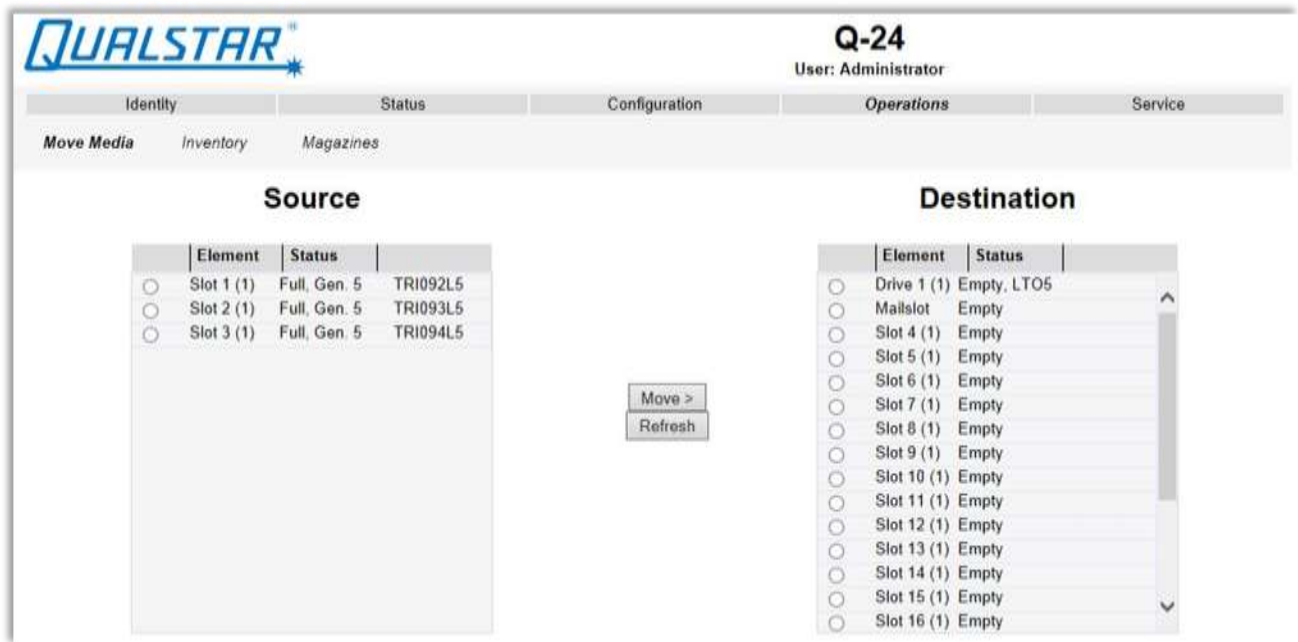 QUALSTAR
Q-24
User: Administrator
Identity Status Configuration Operations Service
Move Media Inventory Magazines
Source
Element Status
Slot 1 (1) Full, Gen. 5 TRI092L5
Slot 2 (1) Full, Gen. 5 TRI093L5
Slot 3 (1) Full, Gen. 5 TRI094L5
Move >
Refresh
Destination
Element Status
Drive 1 (1) Empty, LTO5
Mailslot Empty
Slot 4 (1) Empty
Slot 5 (1) Empty
Slot 6 (1) Empty
Slot 7 (1) Empty
Slot 8 (1) Empty
Slot 9 (1) Empty
Slot 10 (1) Empty
Slot 11 (1) Empty
Slot 12 (1) Empty
Slot 13 (1) Empty
Slot 14 (1) Empty
Slot 15 (1) Empty
Slot 16 (1) Empty